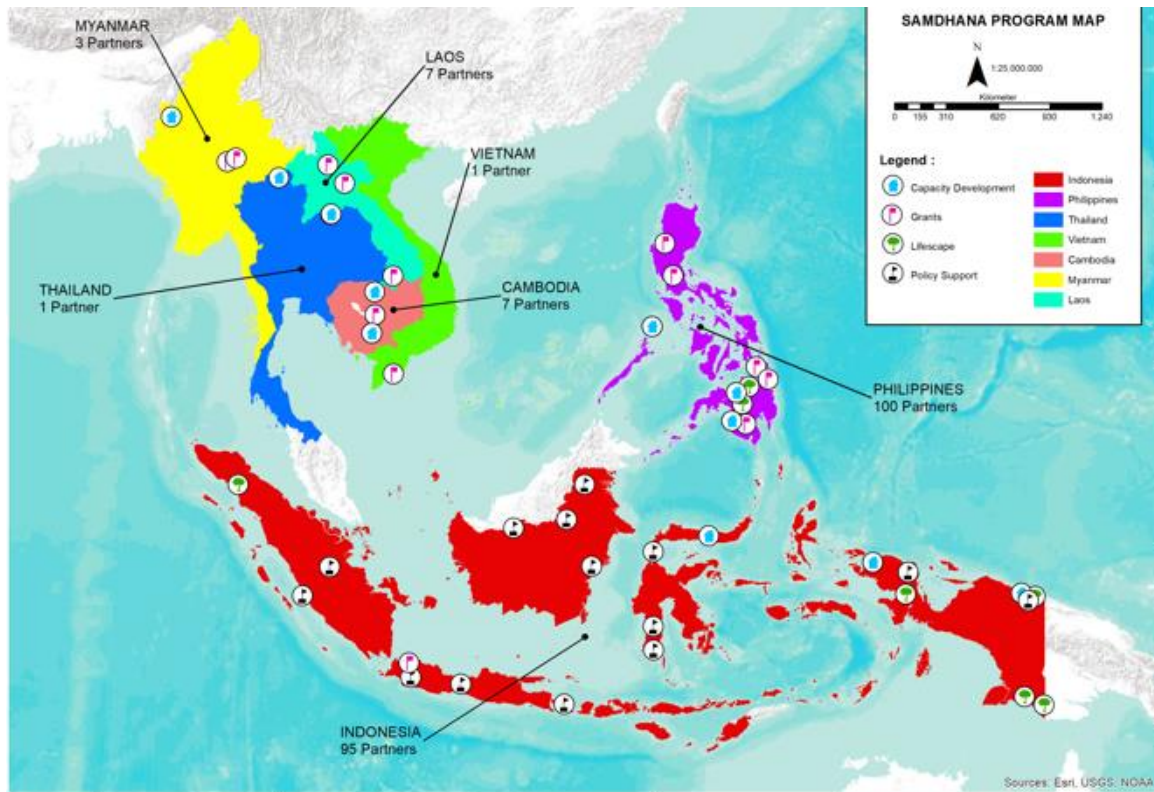 SAMDHANA PROGRAM MAP
N
1:25.000.000
Kilometer
0 155 310 620 930 1.240
Legend :
Capacity Development
Grants
Lifescape
Policy Support
Indonesia
Philippines
Thailand
Vietnam
Cambodia
Myanmar
Laos
MYANMAR
3 Partners
LAOS
7 Partners
VIETNAM
1 Partner
THAILAND
1 Partner
CAMBODIA
7 Partners
PHILIPPINES
100 Partners
INDONESIA
95 Partners
Sources: Esri, USGS, NOAA